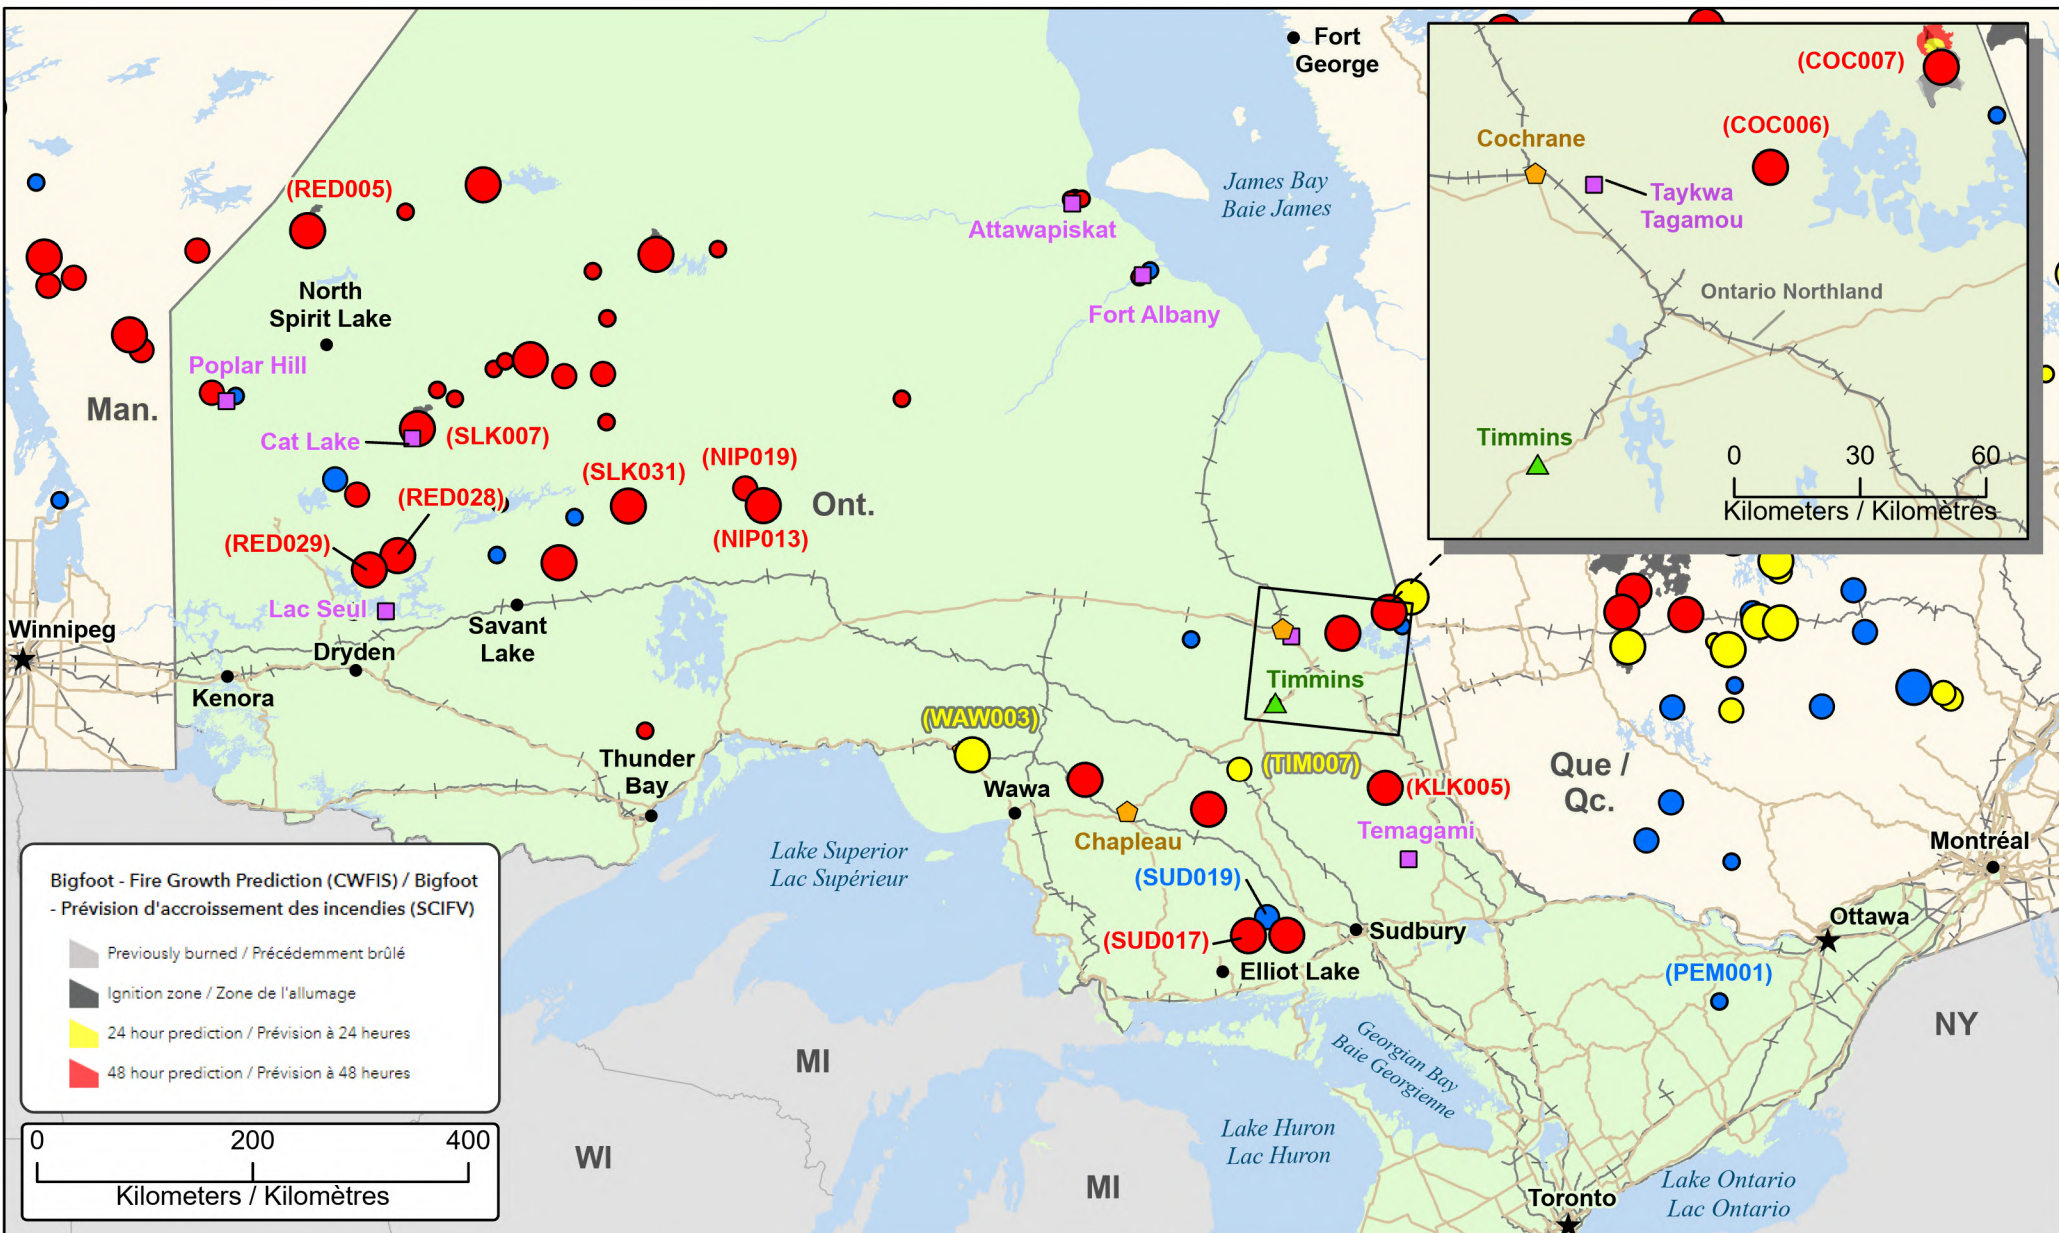 Fort
George
James Bay
Baie James
(RED005)
North
Spirit Lake
Poplar Hill
Man.
Cat Lake
(SLK007)
(SLK031)
(NIP019)
(NIP013)
Ont.
(RED028)
(RED029)
Lac Seul
Attawapiskat
Fort Albany
Winnipeg
Kenora
Dryden
Savant
Lake
Thunder
Bay
(WAW003)
Wawa
Timmins
(TIM007)
(KLK005)
Temagami
Chapleau
(SUD019)
(SUD017)
Sudbury
Elliot Lake
Que /
Qc.
Montréal
Ottawa
(PEM001)
NY
Lake Superior
Lac Supérieur
MI
WI
MI
Georgian Bay
Baie Georgienne
Lake Huron
Lac Huron
Toronto
Lake Ontario
Lac Ontario
(COC007)
(COC006)
Cochrane
Taykwa
Tagamou
Ontario Northland
Timmins
0 30 60
Kilometers / Kilomètres
Bigfoot - Fire Growth Prediction (CWFIS) / Bigfoot
- Prévision d'accroissement des incendies (SCIFV)
Previously burned / Précédemment brûlé
Ignition zone / Zone de l'allumage
24 hour prediction / Prévision à 24 heures
48 hour prediction / Prévision à 48 heures
0 200 400
Kilometers / Kilomètres